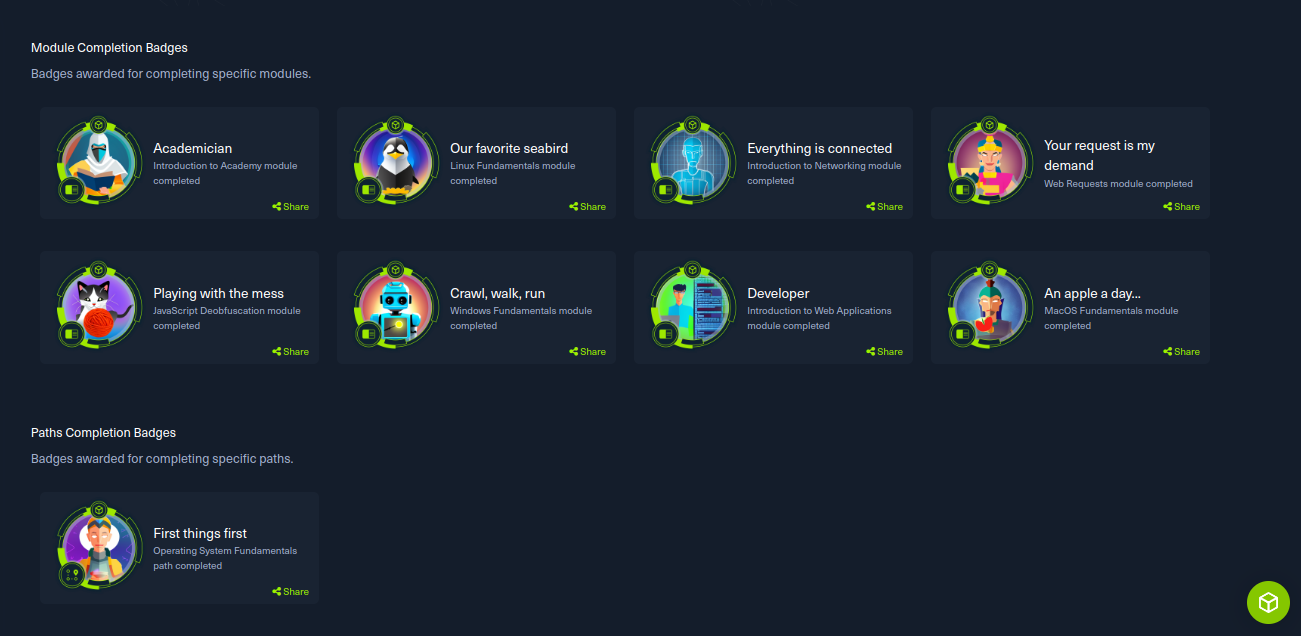 Module Completion Badges
Badges awarded for completing specific modules.
Academician
Introduction to Academy module
completed
Share
Our favorite seabird
Linux Fundamentals module
completed
Share
Everything is connected
Introduction to Networking module
completed
Share
Your request is my
demand
Web Requests module completed
Share
Playing with the mess
JavaScript Deobfuscation module
completed
Share
Crawl, walk, run
Windows Fundamentals module
completed
Share
Developer
Introduction to Web Applications
module completed
Share
An apple a day...
MacOS Fundamentals module
completed
Share
Paths Completion Badges
Badges awarded for completing specific paths.
First things first
Operating System Fundamentals
path completed
Share